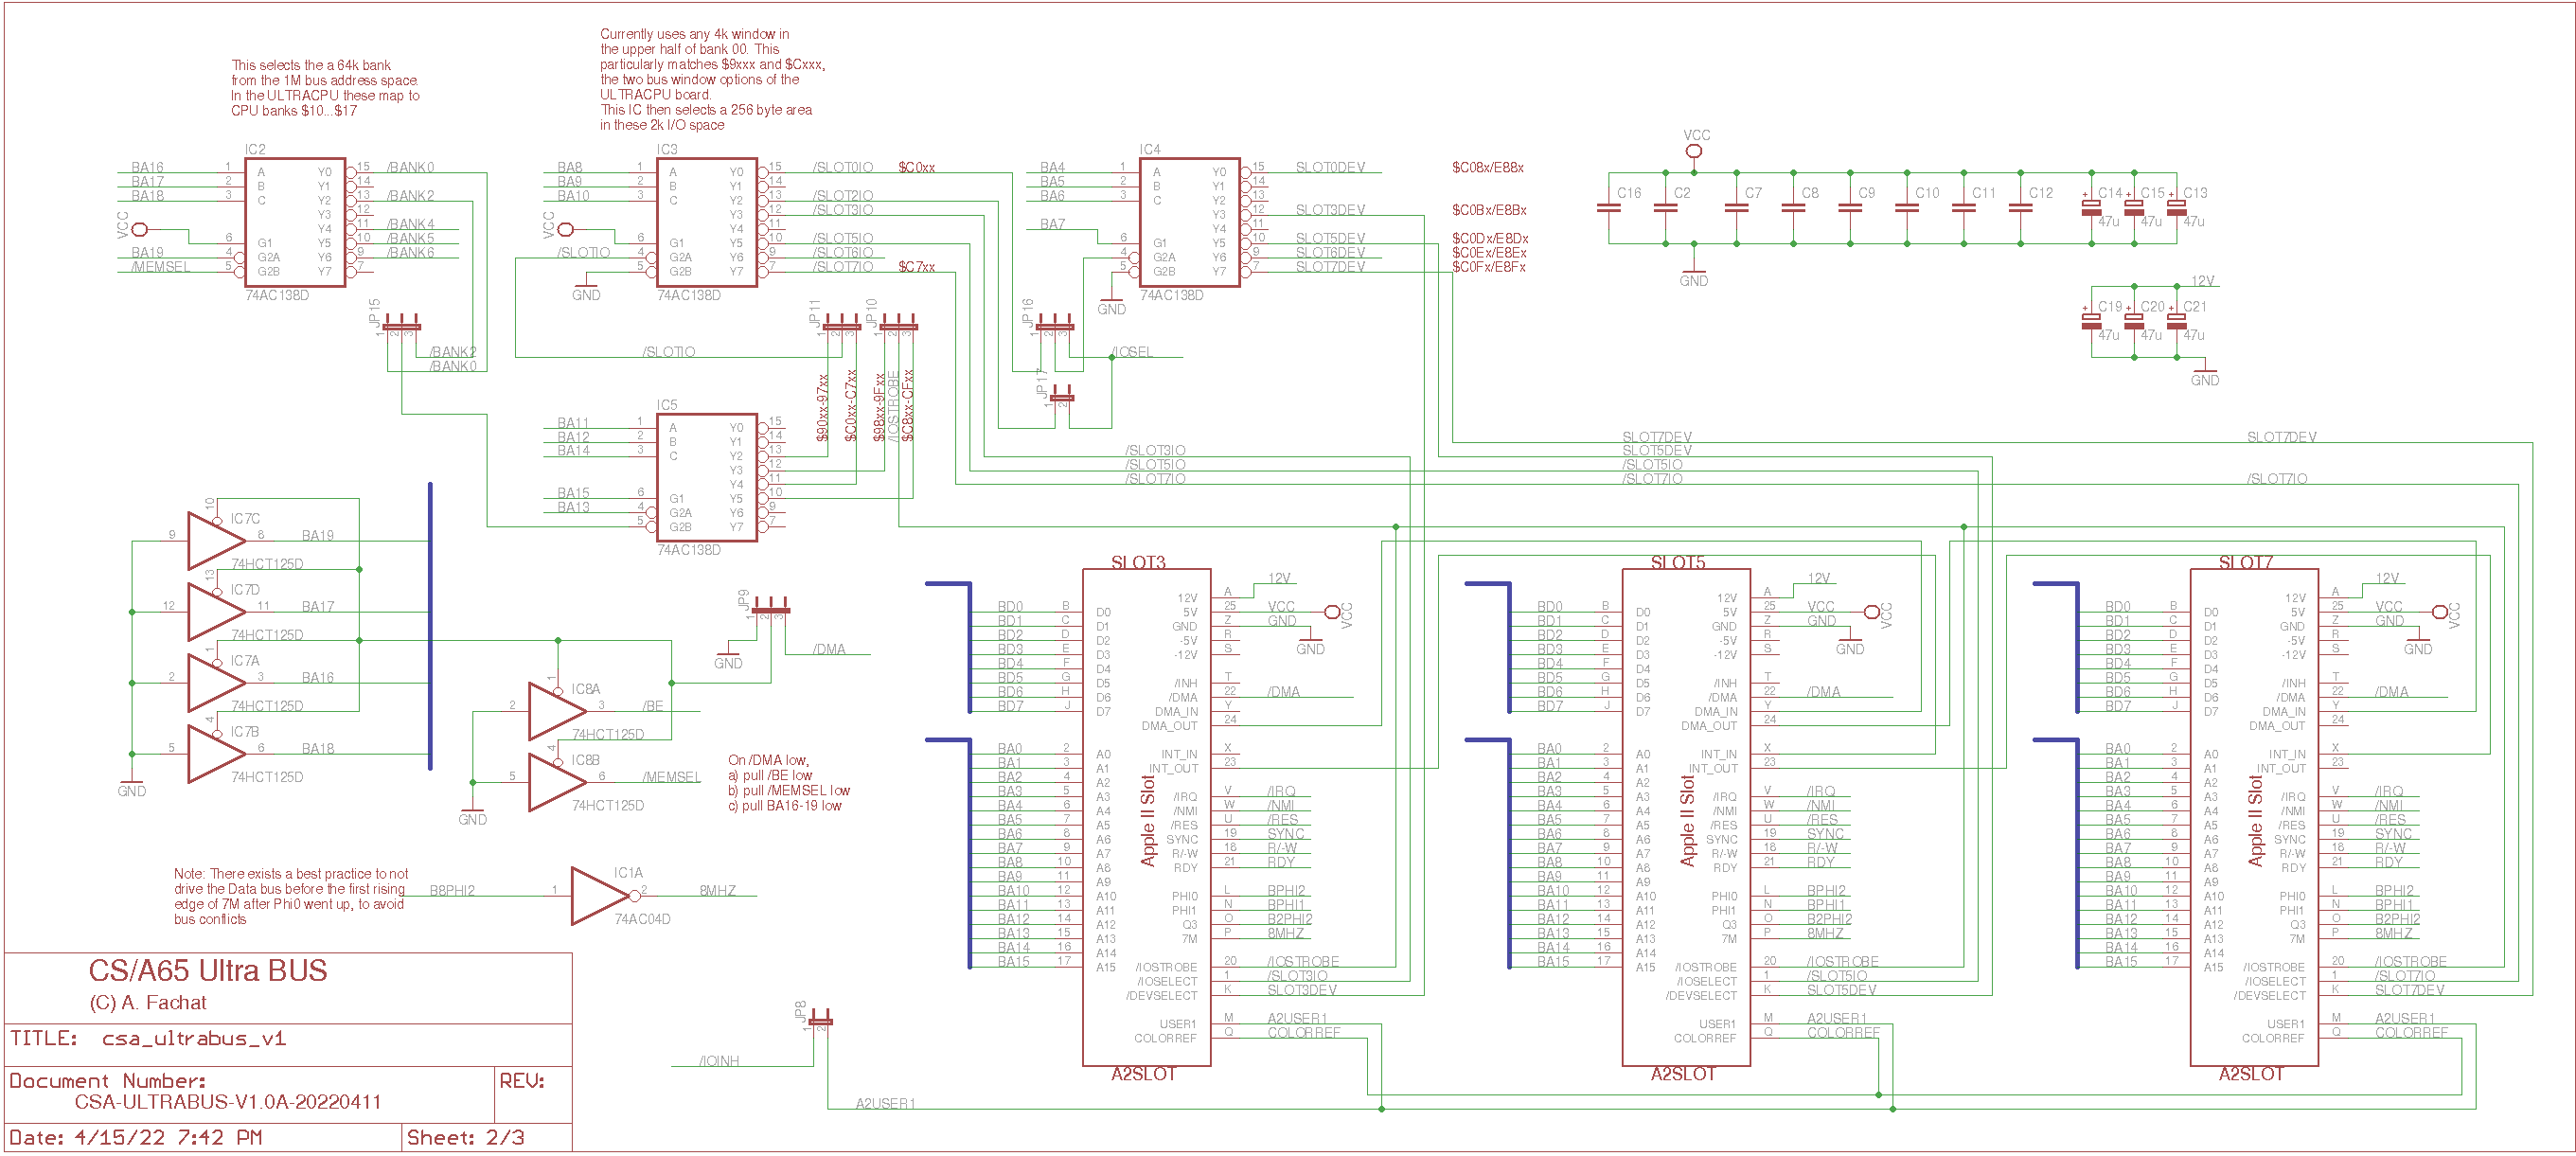 This selects the a 64k bank
from the 1M bus address space.
In the ULTRACPU these map to
CPU banks $10...$17
Currently uses any 4k window in
the upper half of bank 00. This
particularly matches $9xxx and $Cxxx,
the two bus window options of the
ULTRACPU board.
This IC then selects a 256 byte area
in these 2k I/O space
IC2
BA16 1 A Y0 15 /BANK0
BA17 2 B Y1 14
BA18 3 C Y2 13 /BANK2
Y3 12
VCC
Y4 11 /BANK4
6 G1 Y5 10 /BANK5
BA19 4 G2A Y6 9 /BANK6
/MEMSEL 5 G2B Y7 7
74AC138D
IC3
BA8 1 A Y0 15 /SLOT0IO $C0xx
BA9 2 B Y1 14
BA10 3 C Y2 13 /SLOT2IO
Y3 12 /SLOT3IO
VCC
Y4 11
6 G1 Y5 10 /SLOT5IO
/SLOTIO 4 G2A Y6 9 /SLOT6IO
5 G2B Y7 7 /SLOT7IO $C7xx
GND
74AC138D
IC4
BA4 1 A Y0 15 SLOT0DEV $C08x/E88x
BA5 2 B Y1 14
BA6 3 C Y2 13
Y3 12 SLOT3DEV $C0Bx/E8Bx
BA7 Y4 11
6 G1 Y5 10 SLOT5DEV $C0Dx/E8Dx
4 G2A Y6 9 SLOT6DEV $C0Ex/E8Ex
5 G2B Y7 7 SLOT7DEV $C0Fx/E8Fx
GND
74AC138D
VCC
C16 C2 C7 C8 C9 C10 C11 C12 C14 C15 C13
47u 47u 47u
GND
12V
C19 C20 C21
47u 47u 47u
GND
JP15
1 2 3
/BANK2
/BANK0
JP11
1 2 3
JP10
1 2 3
/SLOTIO
$90xx-97xx
$C0xx-C7xx
$98xx-9Fxx
/IOSTROBE
$C8xx-CFxx
JP16
1 2 3
/IOSEL
JP17
1 2
IC5
BA11 1 A Y0 15
BA12 2 B Y1 14
BA14 3 C Y2 13
Y3 12
Y4 11
BA15 6 G1 Y5 10
BA13 4 G2A Y6 9
5 G2B Y7 7
74AC138D
/SLOT3IO
/SLOT5IO
/SLOT7IO
SLOT7DEV
SLOT5DEV
/SLOT5IO
/SLOT7IO
SLOT7DEV
/SLOT7IO
10 IC7C
9 8 BA19
74HCT125D
13 IC7D
12 11 BA17
74HCT125D
1 IC7A
2 3 BA16
74HCT125D
4 IC7B
5 6 BA18
74HCT125D
GND
JP9
1 2 3
GND
/DMA
1 IC8A
2 3 /BE
74HCT125D
4 IC8B
5 6 /MEMSEL
74HCT125D
GND
On /DMA low,
a) pull /BE low
b) pull /MEMSEL low
c) pull BA16-19 low
Note: There exists a best practice to not
drive the Data bus before the first rising
edge of 7M after Phi0 went up, to avoid
bus conflicts
IC1A
B8PHI2 1 2 8MHZ
74AC04D
JP8
1 2
/IOINH
A2USER1
SLOT3
12V A 12V
BD0 B D0 5V 25 VCC VCC
BD1 C D1 GND Z GND
BD2 D D2 -5V R
BD3 E D3 -12V S GND
BD4 F D4
BD5 G D5 /INH T
BD6 H D6 /DMA 22 /DMA
BD7 J D7 DMA_IN Y
DMA_OUT 24
BA0 2 A0 INT_IN X
BA1 3 A1 INT_OUT 23
BA2 4 A2
BA3 5 A3 /IRQ V /IRQ
BA4 6 A4 /NMI W /NMI
BA5 7 A5 /RES U /RES
BA6 8 A6 SYNC 19 SYNC
BA7 9 A7 R/-W 18 R/-W
BA8 10 A8 RDY 21 RDY
BA9 11 A9
BA10 12 A10 PHI0 L BPHI2
BA11 13 A11 PHI1 N BPHI1
BA12 14 A12 Q3 O B2PHI2
BA13 15 A13 7M P 8MHZ
BA14 16 A14
BA15 17 A15 /IOSTROBE 20 /IOSTROBE
/IOSELECT 1 /SLOT3IO
/DEVSELECT K SLOT3DEV
USER1 M A2USER1
COLORREF Q COLORREF
Apple II Slot
A2SLOT
SLOT5
12V A 12V
BD0 B D0 5V 25 VCC VCC
BD1 C D1 GND Z GND
BD2 D D2 -5V R
BD3 E D3 -12V S GND
BD4 F D4
BD5 G D5 /INH T
BD6 H D6 /DMA 22 /DMA
BD7 J D7 DMA_IN Y
DMA_OUT 24
BA0 2 A0 INT_IN X
BA1 3 A1 INT_OUT 23
BA2 4 A2
BA3 5 A3 /IRQ V /IRQ
BA4 6 A4 /NMI W /NMI
BA5 7 A5 /RES U /RES
BA6 8 A6 SYNC 19 SYNC
BA7 9 A7 R/-W 18 R/-W
BA8 10 A8 RDY 21 RDY
BA9 11 A9
BA10 12 A10 PHI0 L BPHI2
BA11 13 A11 PHI1 N BPHI1
BA12 14 A12 Q3 O B2PHI2
BA13 15 A13 7M P 8MHZ
BA14 16 A14
BA15 17 A15 /IOSTROBE 20 /IOSTROBE
/IOSELECT 1 /SLOT5IO
/DEVSELECT K SLOT5DEV
USER1 M A2USER1
COLORREF Q COLORREF
Apple II Slot
A2SLOT
SLOT7
12V A 12V
BD0 B D0 5V 25 VCC VCC
BD1 C D1 GND Z GND
BD2 D D2 -5V R
BD3 E D3 -12V S GND
BD4 F D4
BD5 G D5 /INH T
BD6 H D6 /DMA 22 /DMA
BD7 J D7 DMA_IN Y
DMA_OUT 24
BA0 2 A0 INT_IN X
BA1 3 A1 INT_OUT 23
BA2 4 A2
BA3 5 A3 /IRQ V /IRQ
BA4 6 A4 /NMI W /NMI
BA5 7 A5 /RES U /RES
BA6 8 A6 SYNC 19 SYNC
BA7 9 A7 R/-W 18 R/-W
BA8 10 A8 RDY 21 RDY
BA9 11 A9
BA10 12 A10 PHI0 L BPHI2
BA11 13 A11 PHI1 N BPHI1
BA12 14 A12 Q3 O B2PHI2
BA13 15 A13 7M P 8MHZ
BA14 16 A14
BA15 17 A15 /IOSTROBE 20 /IOSTROBE
/IOSELECT 1 /SLOT7IO
/DEVSELECT K SLOT7DEV
USER1 M A2USER1
COLORREF Q COLORREF
Apple II Slot
A2SLOT
CS/A65 Ultra BUS
(C) A. Fachat
TITLE: csa_ultrabus_v1
Document Number: REV:
CSA-ULTRABUS-V1.0A-20220411
Date: 4/15/22 7:42 PM Sheet: 2/3